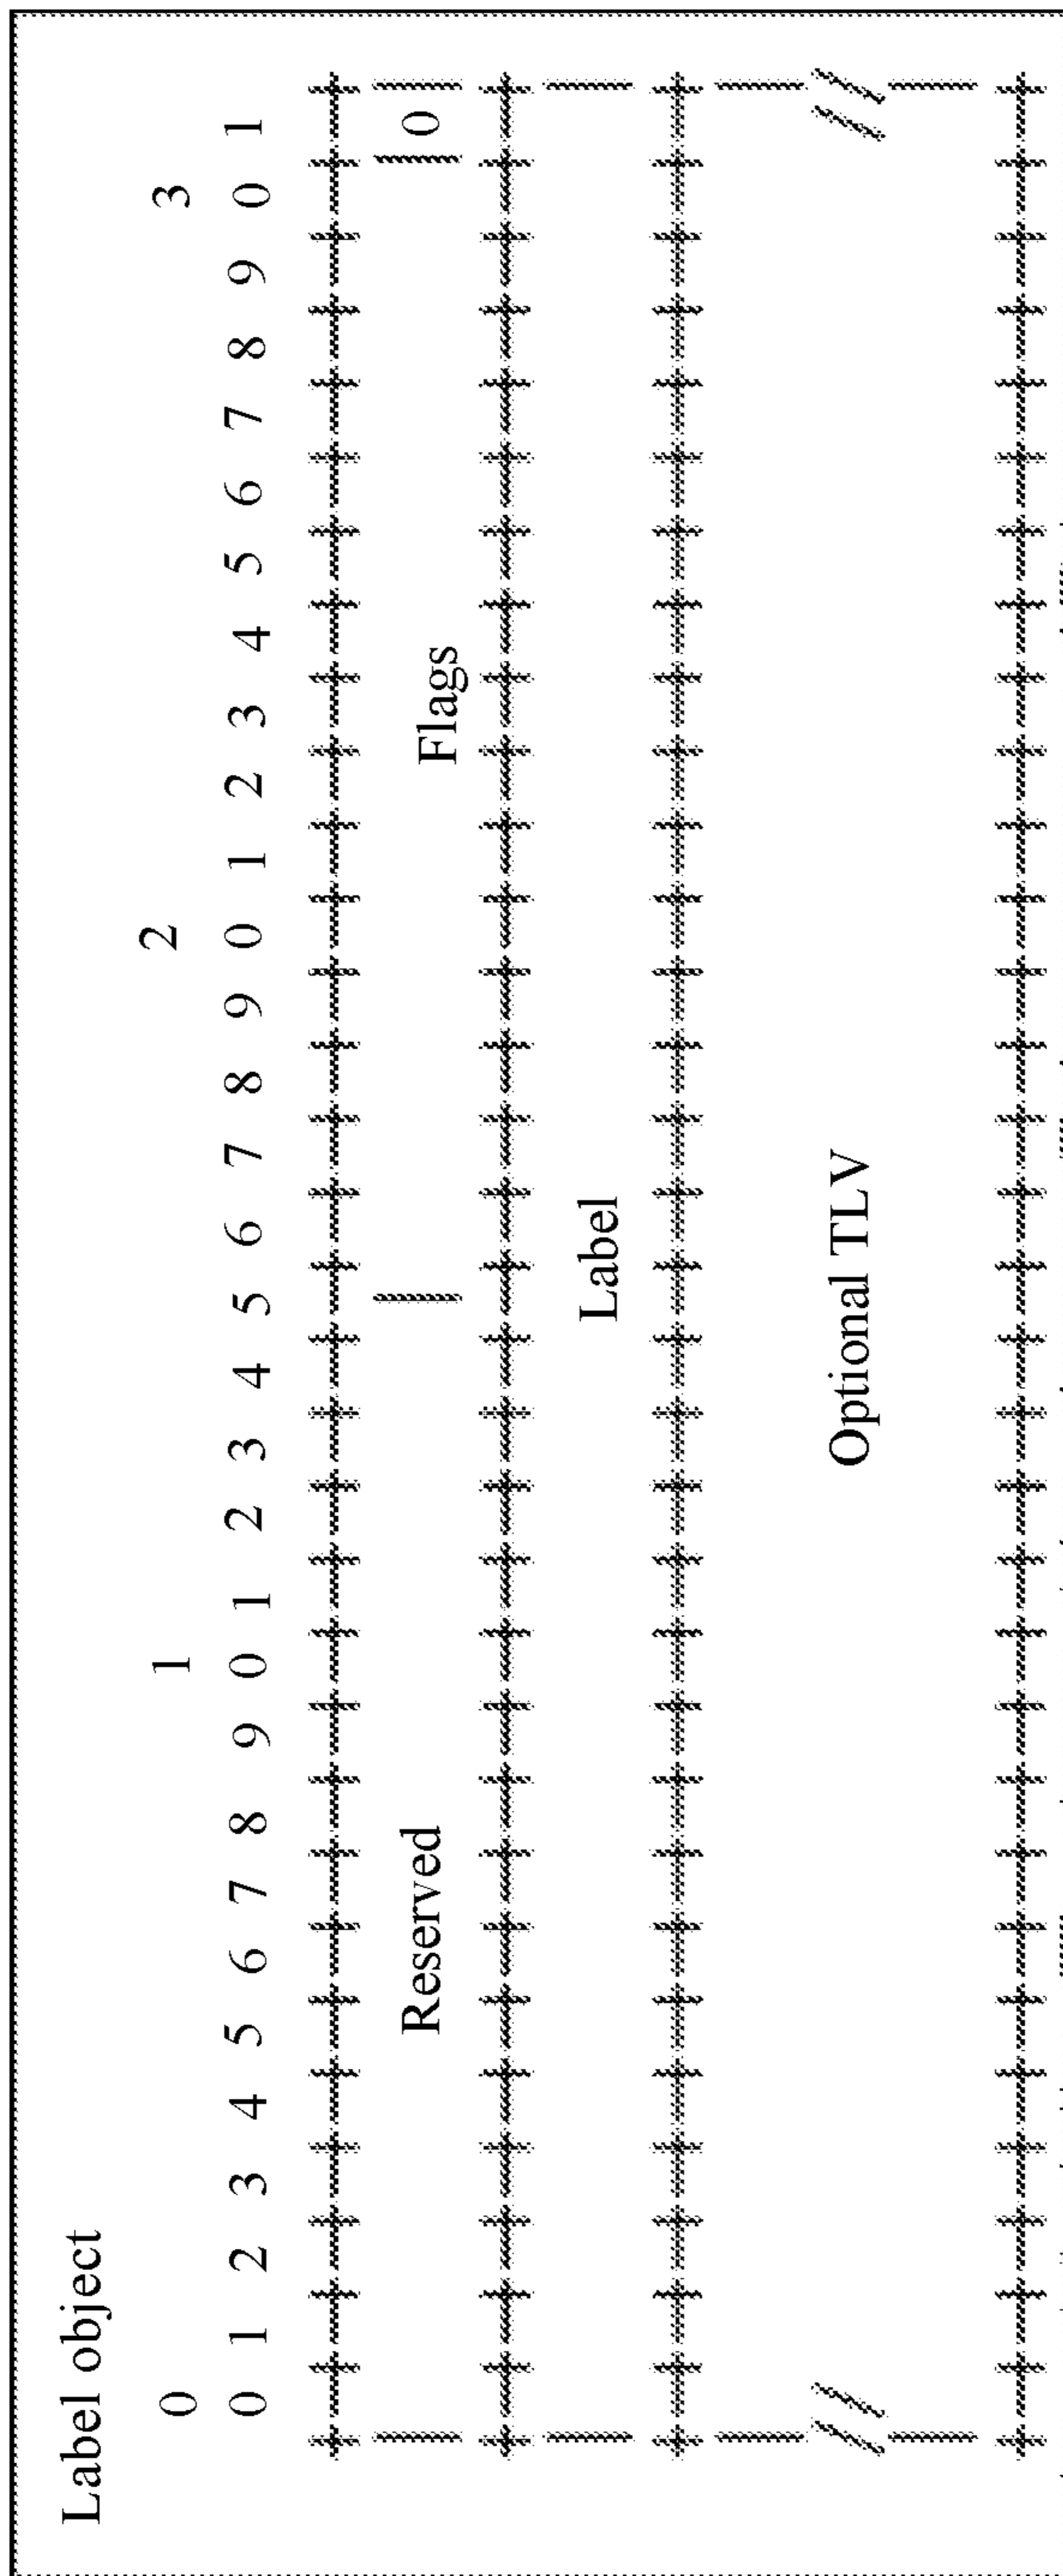 Label object
0 1 2 3
0 1 2 3 4 5 6 7 8 9 0 1 2 3 4 5 6 7 8 9 0 1 2 3 4 5 6 7 8 9 0 1
+-+-+-+-+-+-+-+-+-+-+-+-+-+-+-+-+-+-+-+-+-+-+-+-+-+-+-+-+-+-+-+-+
| Reserved | Flags |0|
+-+-+-+-+-+-+-+-+-+-+-+-+-+-+-+-+-+-+-+-+-+-+-+-+-+-+-+-+-+-+-+-+
| Label |
+-+-+-+-+-+-+-+-+-+-+-+-+-+-+-+-+-+-+-+-+-+-+-+-+-+-+-+-+-+-+-+-+
| |
// Optional TLV //
| |
+-+-+-+-+-+-+-+-+-+-+-+-+-+-+-+-+-+-+-+-+-+-+-+-+-+-+-+-+-+-+-+-+